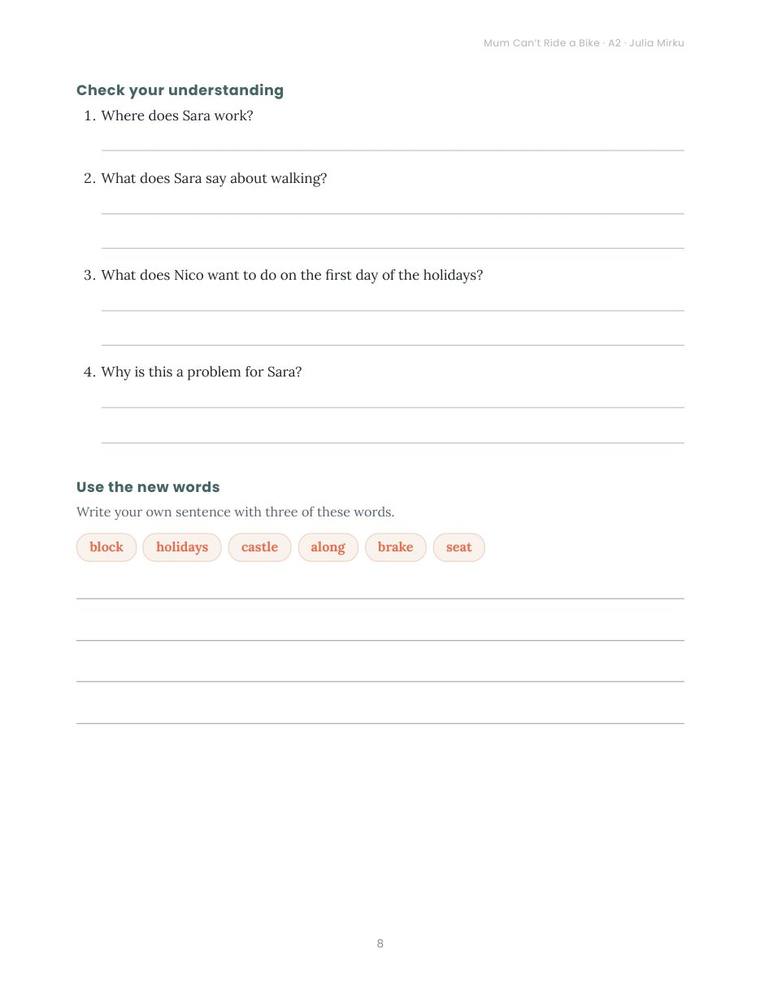 Mum Can't Ride a Bike · A2 · Julia Mirku
Check your understanding
1. Where does Sara work?
2. What does Sara say about walking?
3. What does Nico want to do on the first day of the holidays?
4. Why is this a problem for Sara?
Use the new words
Write your own sentence with three of these words.
block holidays castle along brake seat
8